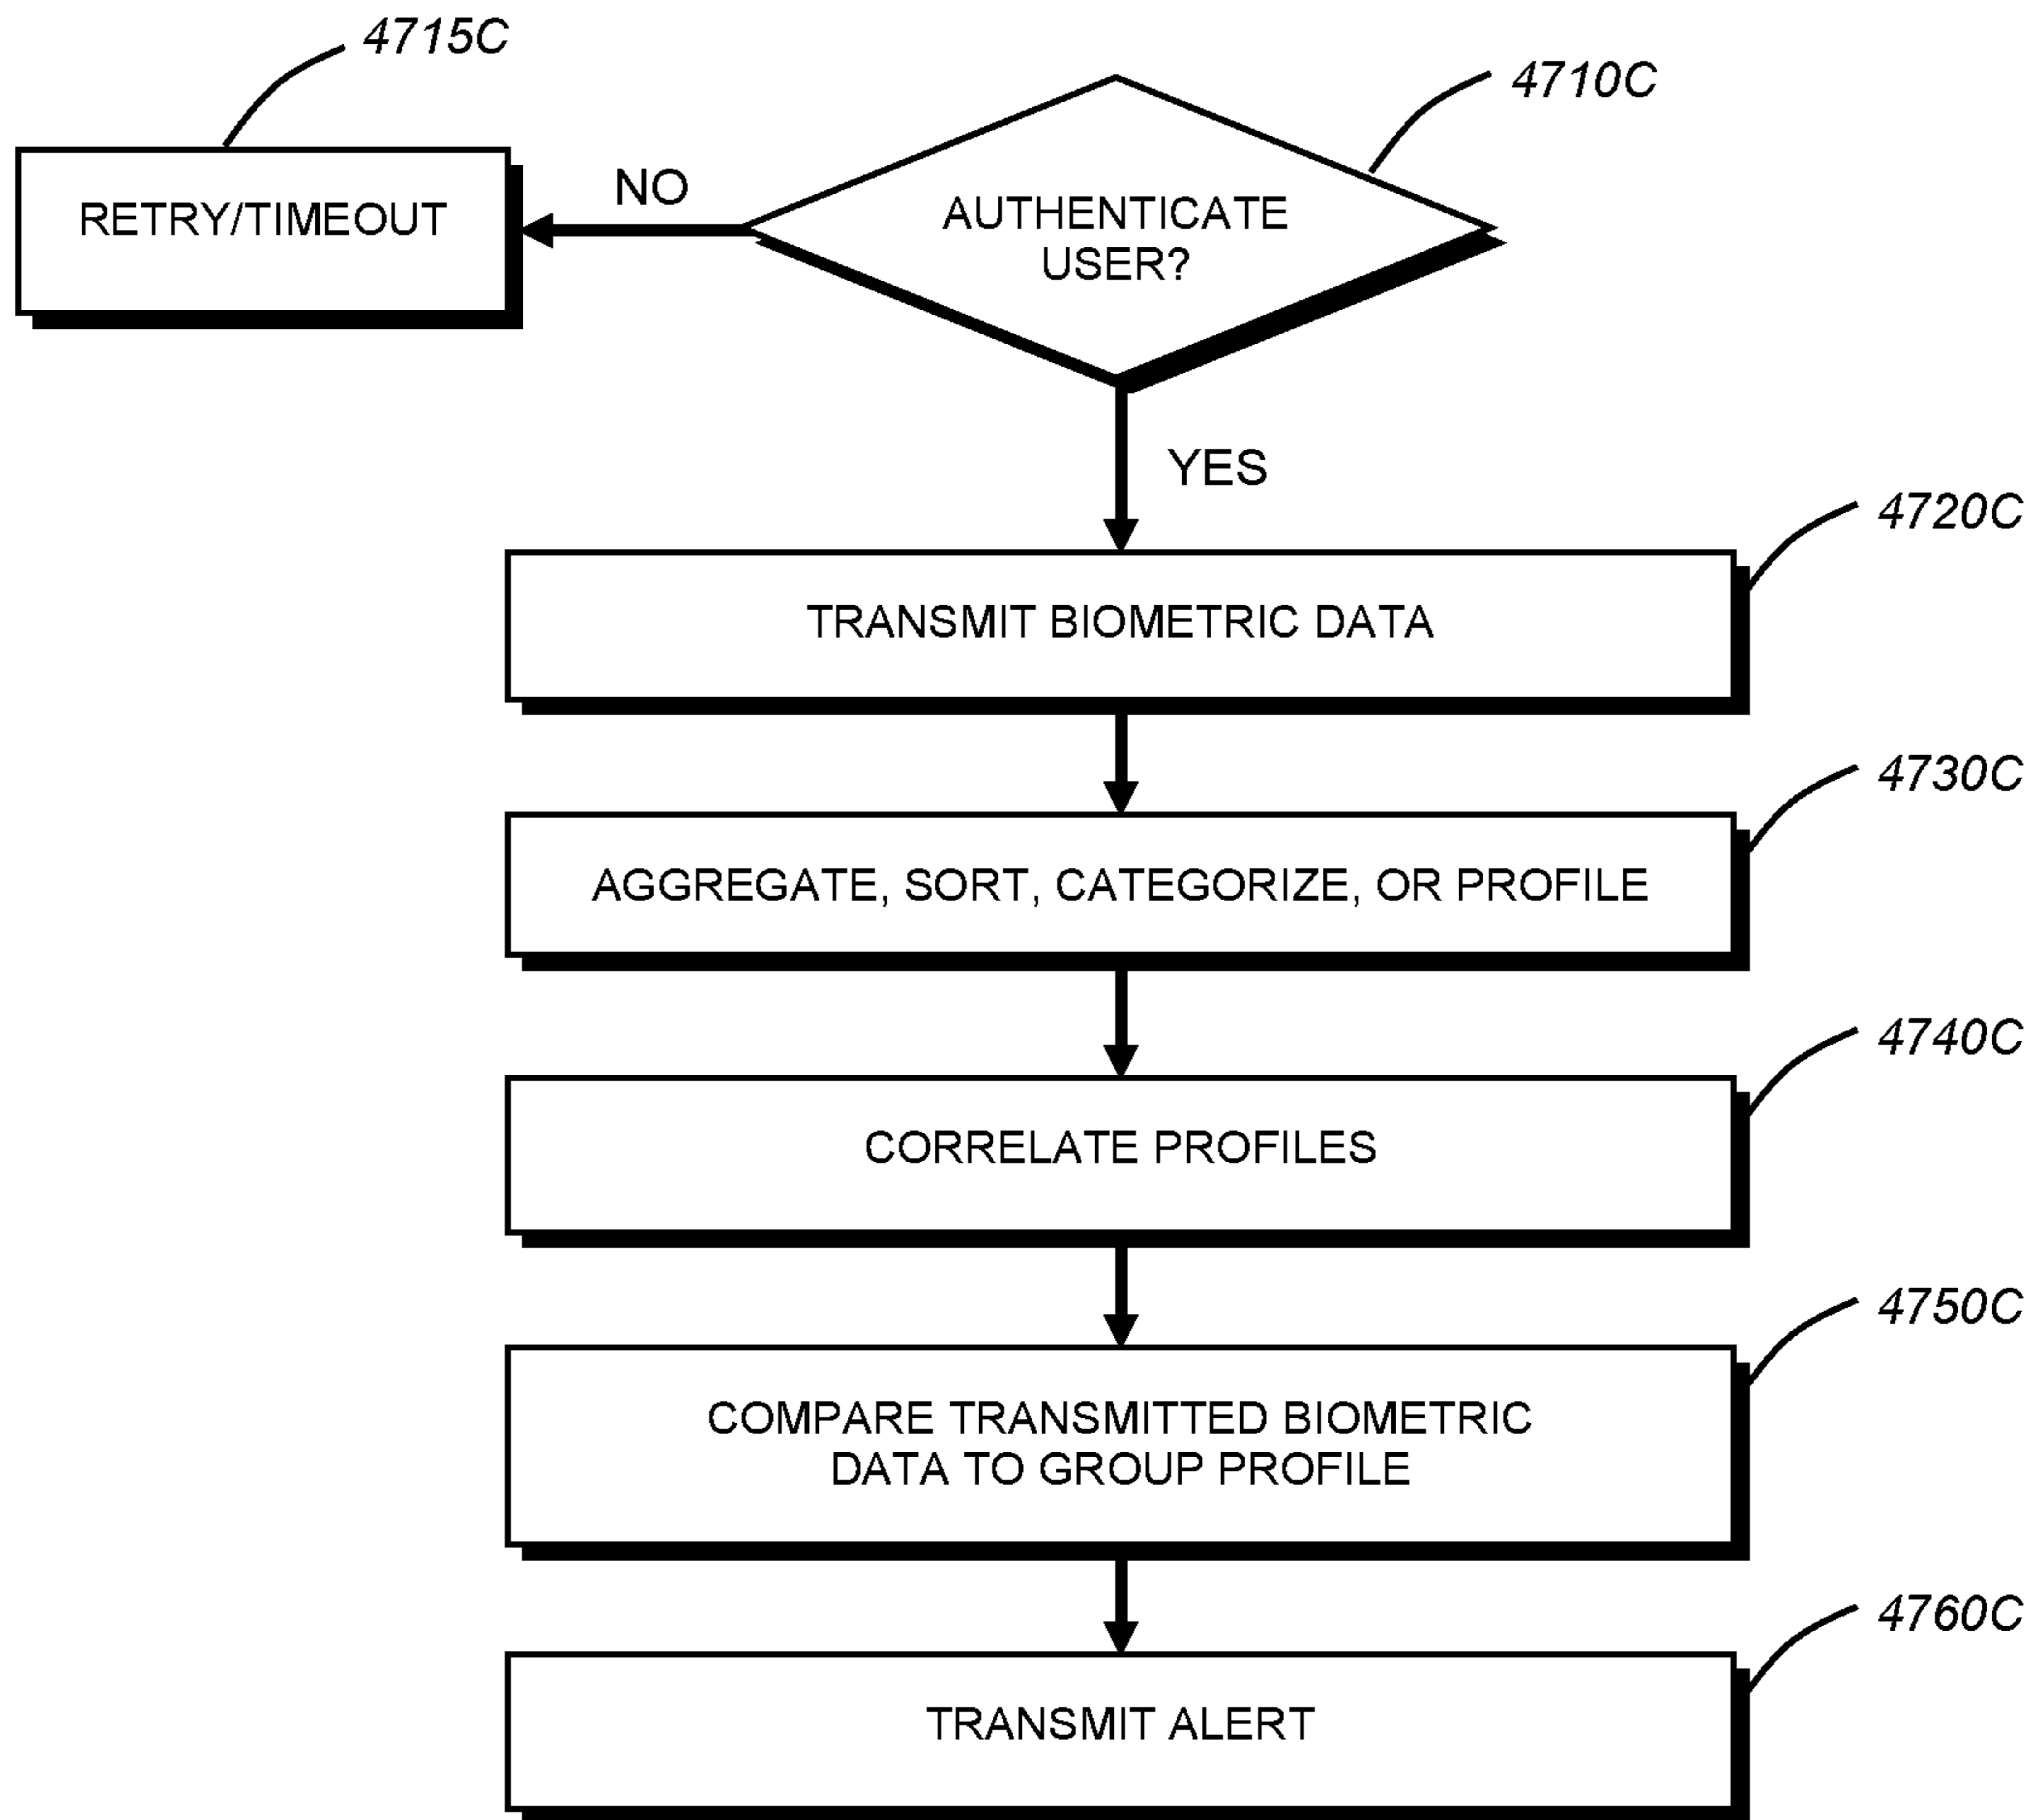 4715C
4710C
RETRY/TIMEOUT
NO
AUTHENTICATE
USER?
YES
4720C
TRANSMIT BIOMETRIC DATA
4730C
AGGREGATE, SORT, CATEGORIZE, OR PROFILE
4740C
CORRELATE PROFILES
4750C
COMPARE TRANSMITTED BIOMETRIC
DATA TO GROUP PROFILE
4760C
TRANSMIT ALERT